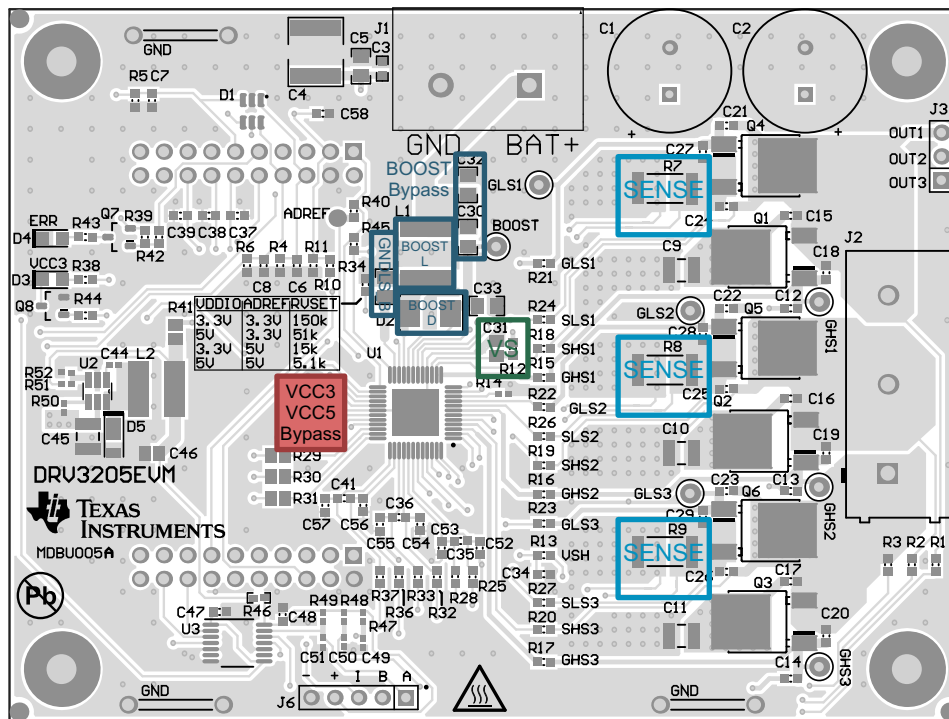 GND
J1
C5
C3
C1
C2
R5 C7
D1
C4
C58
C21
Q4
J3
OUT1
OUT2
OUT3
GND BAT+
BOOST
Bypass
C32
C27
R7
SENSE
GLS1
C24
R40
L1
C30
BOOST
ADREF
ERR
D4
R43
Q7
R39
R42
C39
C38
C37
R45
BOOST
L
GNDLS_B
Q1
C15
J2
C9
C18
VCC3
D3
R38
R6
R4
R11
R34
R21
GLS1
R44
Q8
C8
C6
R10
D2
BOOST
D
C33
R24
SLS1
GLS2
C22
Q5
C12
R41
VDDIO ADREF RVSET
3.3V 3.3V 150k
5V 3.3V 51k
3.3V 5V 15k
5V 5V 5.1k
C31
VS
R12
R18
SHS1
C28
R8
SENSE
GHS1
U1
R15
GHS1
C44
L2
U2
R52
R51
R50
R14
R22
GLS2
C25
Q2
C16
VCC3
VCC5
Bypass
C45
D5
C46
R26
SLS2
C10
C19
R29
R19
SHS2
DRV3205EVM
R30
R16
GHS2
GLS3
C23
Q6
C13
R31
C41
C57
C56
C36
TEXAS
INSTRUMENTS
R23
GLS3
C29
R9
SENSE
GHS2
C55
C54
C53
C52
C35
MDBU005A
R13
VSH
R3
R2
R1
Pb
C34
C26
Q3
C17
R37
R36
R33
R32
R28
R25
R27
SLS3
C11
C47
R46
C48
R49
R48
R47
U3
R20
SHS3
C20
C51
C50
C49
R17
GHS3
C14
GHS3
- + I B A
J6
GND
GND